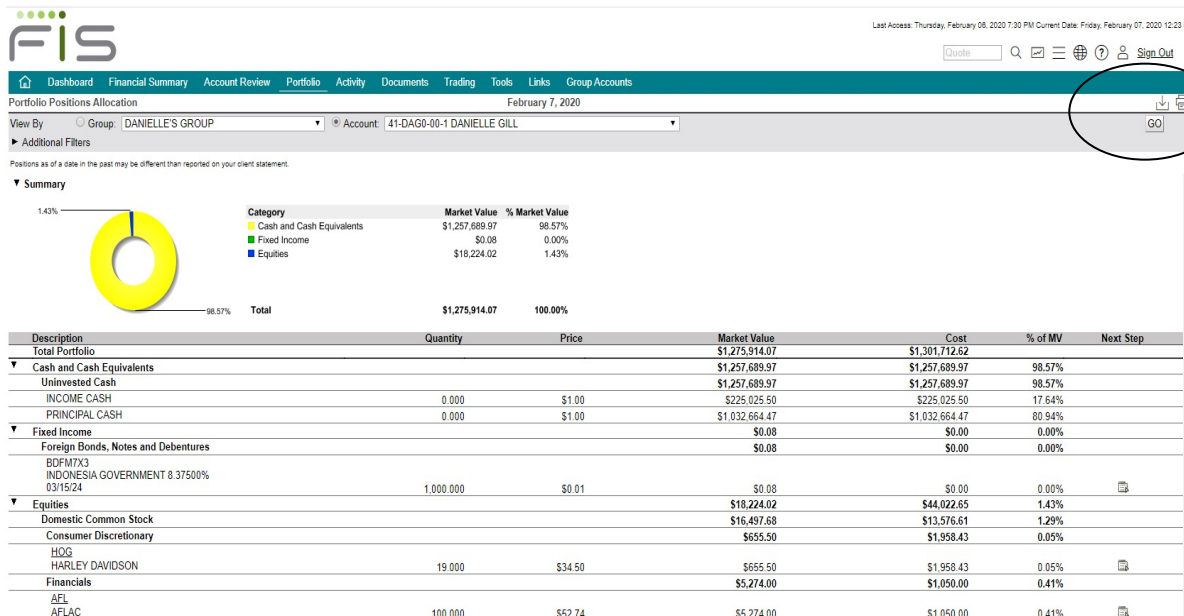 FIS
Last Access: Thursday, February 06, 2020 7:30 PM Current Date: Friday, February 07, 2020 12:23
Quote Sign Out
Dashboard Financial Summary Account Review Portfolio Activity Documents Trading Tools Links Group Accounts
Portfolio Positions Allocation February 7, 2020
View By Group: DANIELLE'S GROUP Account: 41-DAG0-00-1 DANIELLE GILL GO
Additional Filters
Positions as of a date in the past may be different than reported on your client statement.
Summary
1.43%
98.57%
Category Market Value % Market Value
Cash and Cash Equivalents $1,257,689.97 98.57%
Fixed Income $0.08 0.00%
Equities $18,224.02 1.43%
Total $1,275,914.07 100.00%
Description Quantity Price Market Value Cost % of MV Next Step
Total Portfolio $1,275,914.07 $1,301,712.62
Cash and Cash Equivalents $1,257,689.97 $1,257,689.97 98.57%
Uninvested Cash $1,257,689.97 $1,257,689.97 98.57%
INCOME CASH 0.000 $1.00 $225,025.50 $225,025.50 17.64%
PRINCIPAL CASH 0.000 $1.00 $1,032,664.47 $1,032,664.47 80.94%
Fixed Income $0.08 $0.00 0.00%
Foreign Bonds, Notes and Debentures $0.08 $0.00 0.00%
BDFM7X3
INDONESIA GOVERNMENT 8.37500%
03/15/24 1,000.000 $0.01 $0.08 $0.00 0.00%
Equities $18,224.02 $44,022.65 1.43%
Domestic Common Stock $16,497.68 $13,576.61 1.29%
Consumer Discretionary $655.50 $1,958.43 0.05%
HOG
HARLEY DAVIDSON 19.000 $34.50 $655.50 $1,958.43 0.05%
Financials $5,274.00 $1,050.00 0.41%
AFL
AFLAC 100.000 $52.74 $5,274.00 $1,050.00 0.41%